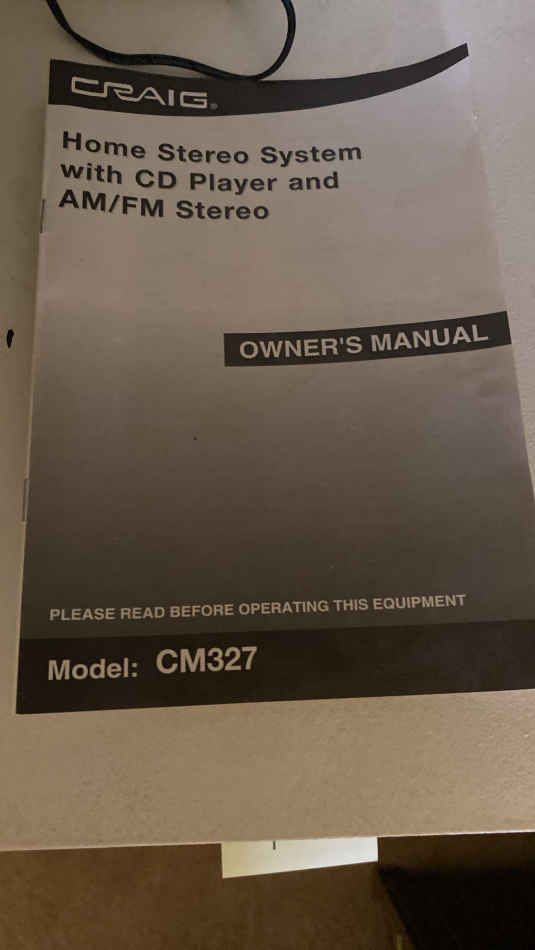 CRAIG®
Home Stereo System
with CD Player and
AM/FM Stereo
OWNER'S MANUAL
PLEASE READ BEFORE OPERATING THIS EQUIPMENT
Model: CM327